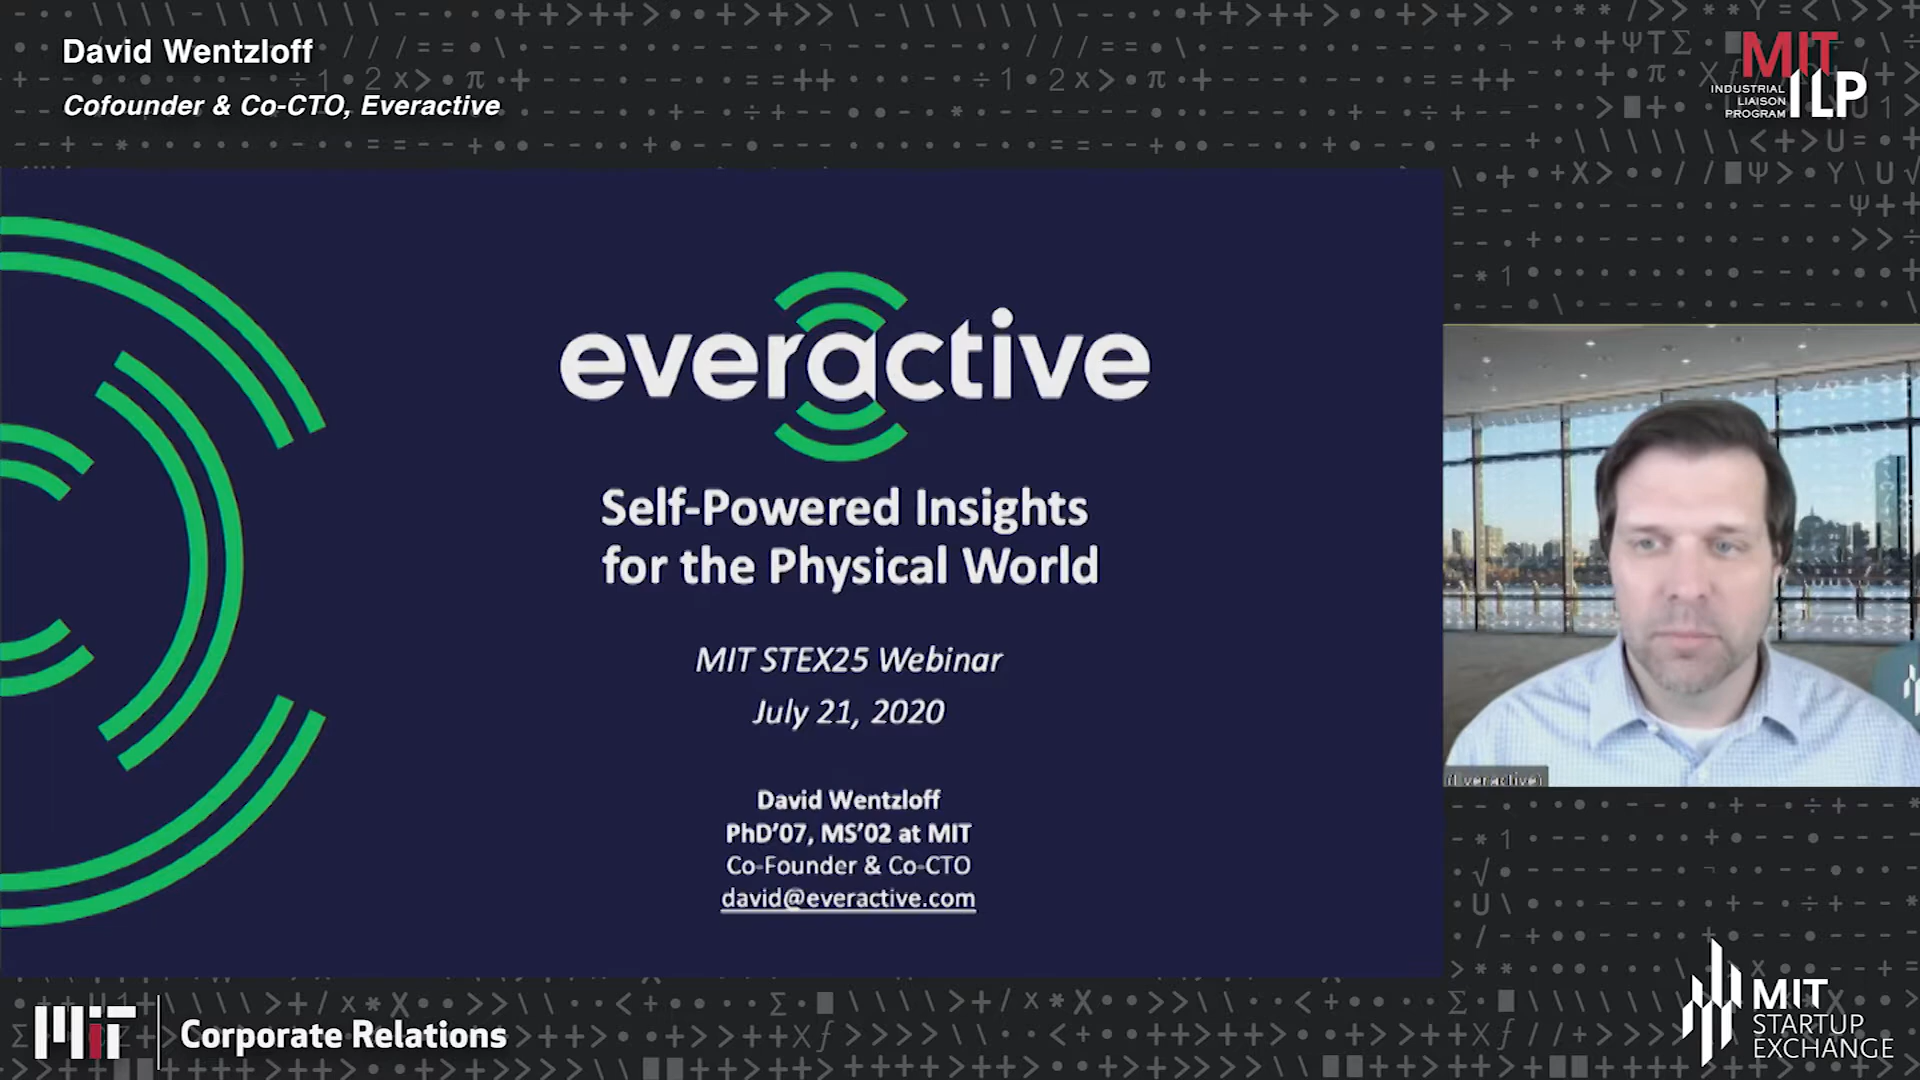 David Wentzloff
Cofounder & Co-CTO, Everactive
MIT
ILP
INDUSTRIAL
LIAISON
PROGRAM
everactive
Self-Powered Insights
for the Physical World
MIT STEX25 Webinar
July 21, 2020
David Wentzloff
PhD'07, MS'02 at MIT
Co-Founder & Co-CTO
david@everactive.com
(Everactive)
MIT
Corporate Relations
MIT
STARTUP
EXCHANGE